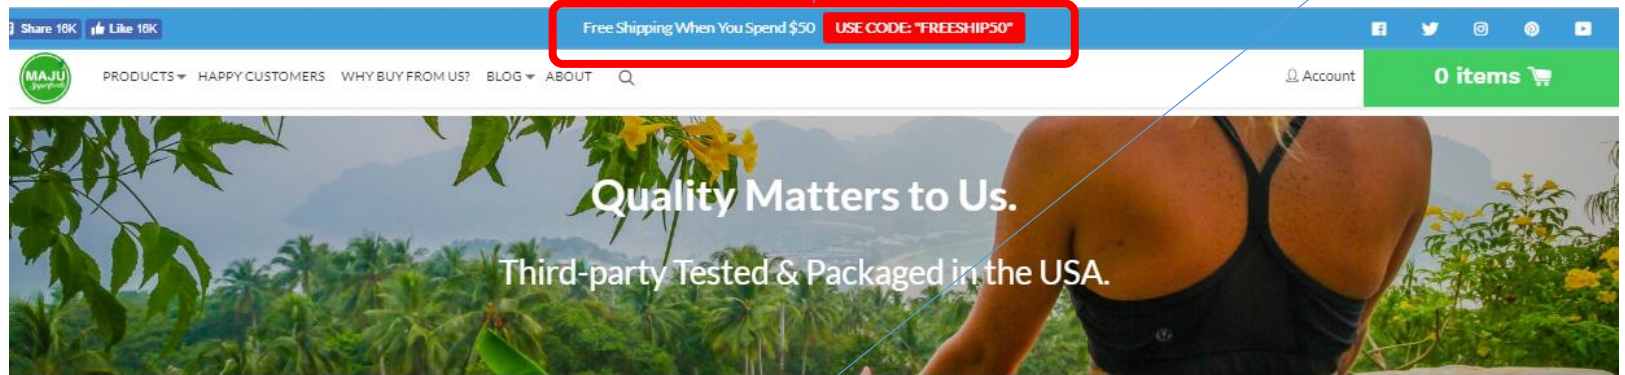 Share 16K Like 16K Free Shipping When You Spend $50 USE CODE: "FREESHIP50"
MAJU Superfoods PRODUCTS HAPPY CUSTOMERS WHY BUY FROM US? BLOG ABOUT Account 0 items
Quality Matters to Us.
Third-party Tested & Packaged in the USA.